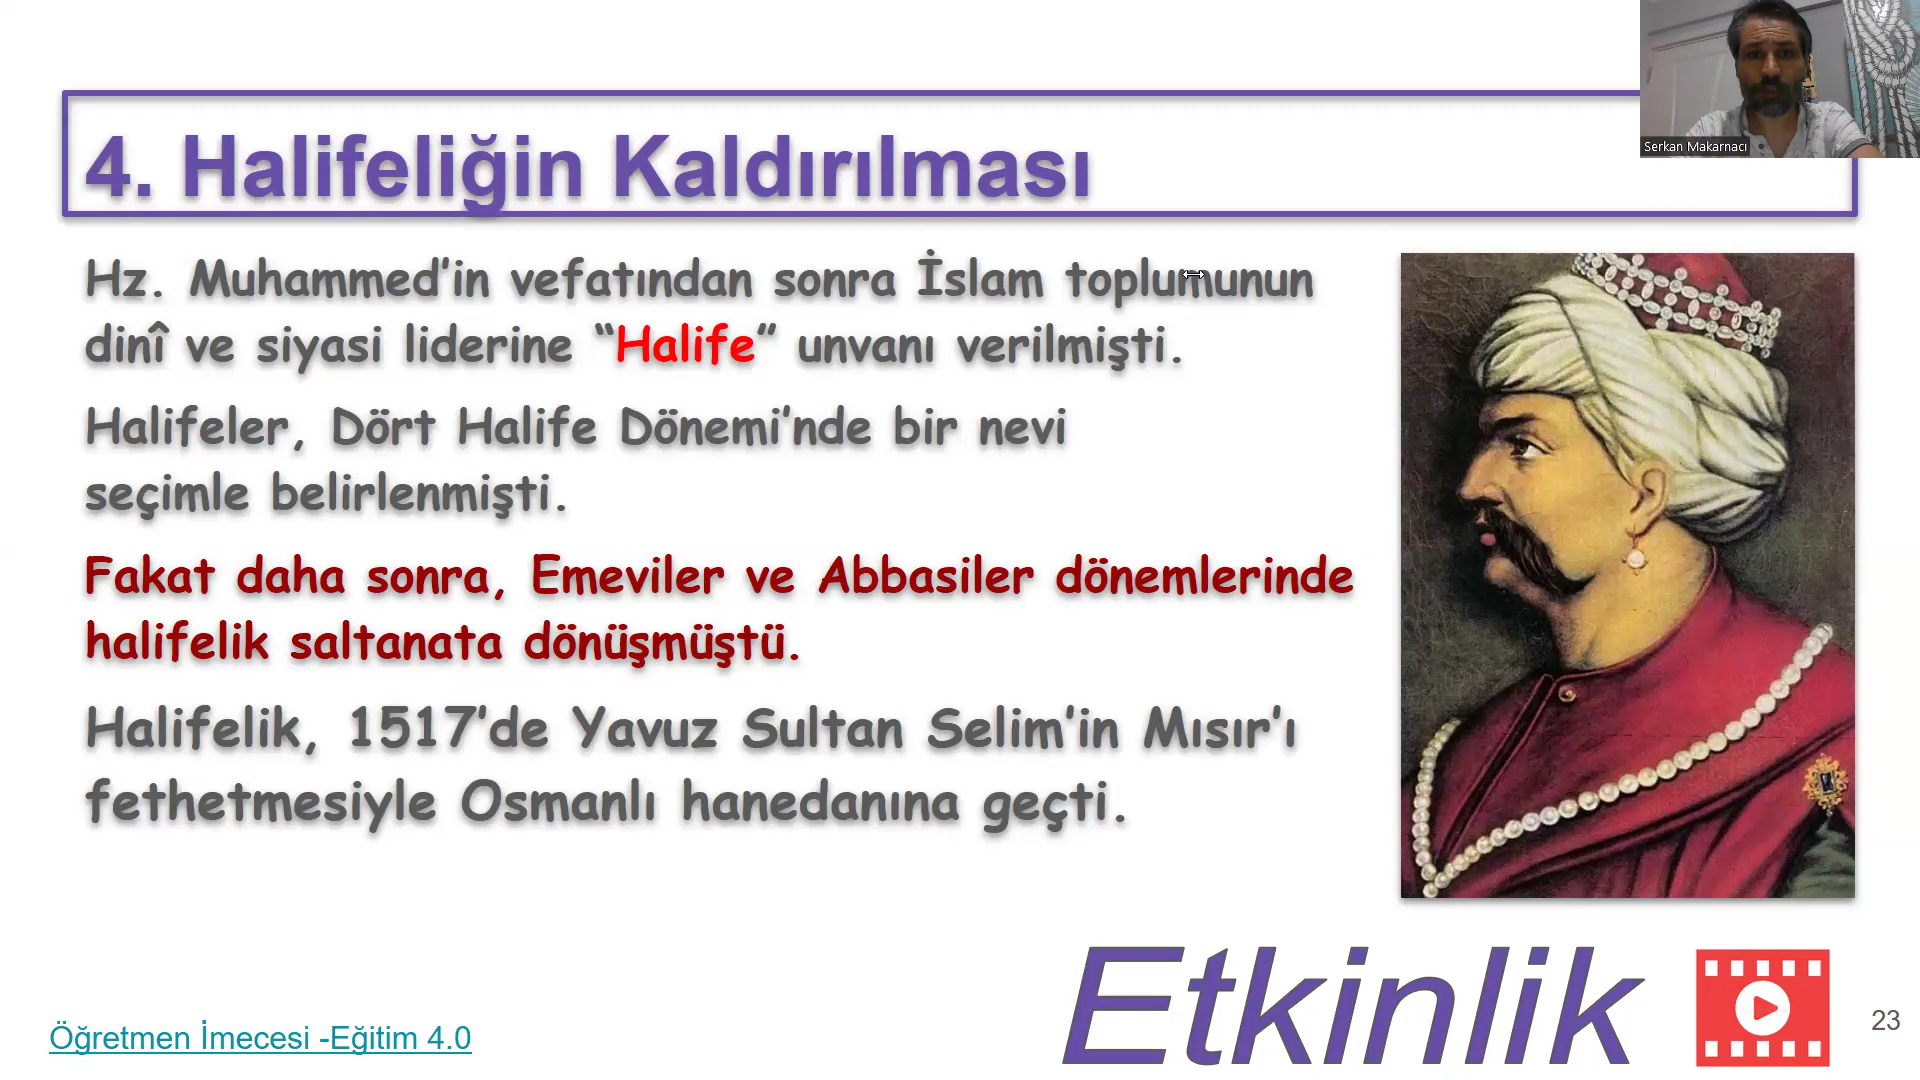 Serkan Makarnacı
4. Halifeliğin Kaldırılması
Hz. Muhammed’in vefatından sonra İslam toplumunun
dinî ve siyasi liderine “Halife” unvanı verilmişti.
Halifeler, Dört Halife Dönemi’nde bir nevi
seçimle belirlenmişti.
Fakat daha sonra, Emeviler ve Abbasiler dönemlerinde
halifelik saltanata dönüşmüştü.
Halifelik, 1517’de Yavuz Sultan Selim’in Mısır’ı
fethetmesiyle Osmanlı hanedanına geçti.
Etkinlik
Öğretmen İmecesi -Eğitim 4.0
23